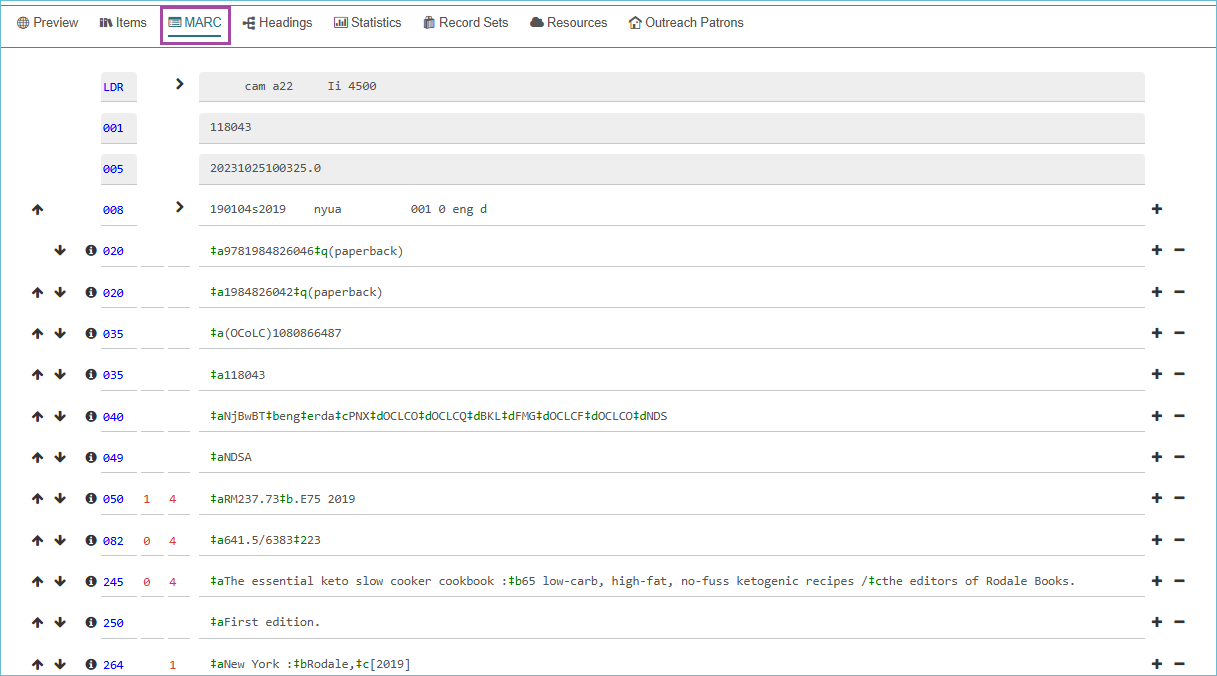 Preview Items MARC Headings Statistics Record Sets Resources Outreach Patrons
LDR cam a22 Ii 4500
001 118043
005 20231025100325.0
008 190104s2019 nyua 001 0 eng d
020 ‡a9781984826046‡q(paperback)
020 ‡a1984826042‡q(paperback)
035 ‡a(OCoLC)1080866487
035 ‡a118043
040 ‡aNjBwBT‡beng‡erda‡cPNX‡dOCLCO‡dOCLCQ‡dBKL‡dFMG‡dOCLCF‡dOCLCO‡dNDS
049 ‡aNDSA
050 1 4 ‡aRM237.73‡b.E75 2019
082 0 4 ‡a641.5/6383‡223
245 0 4 ‡aThe essential keto slow cooker cookbook :‡b65 low-carb, high-fat, no-fuss ketogenic recipes /‡cthe editors of Rodale Books.
250 ‡aFirst edition.
264 1 ‡aNew York :‡bRodale,‡c[2019]